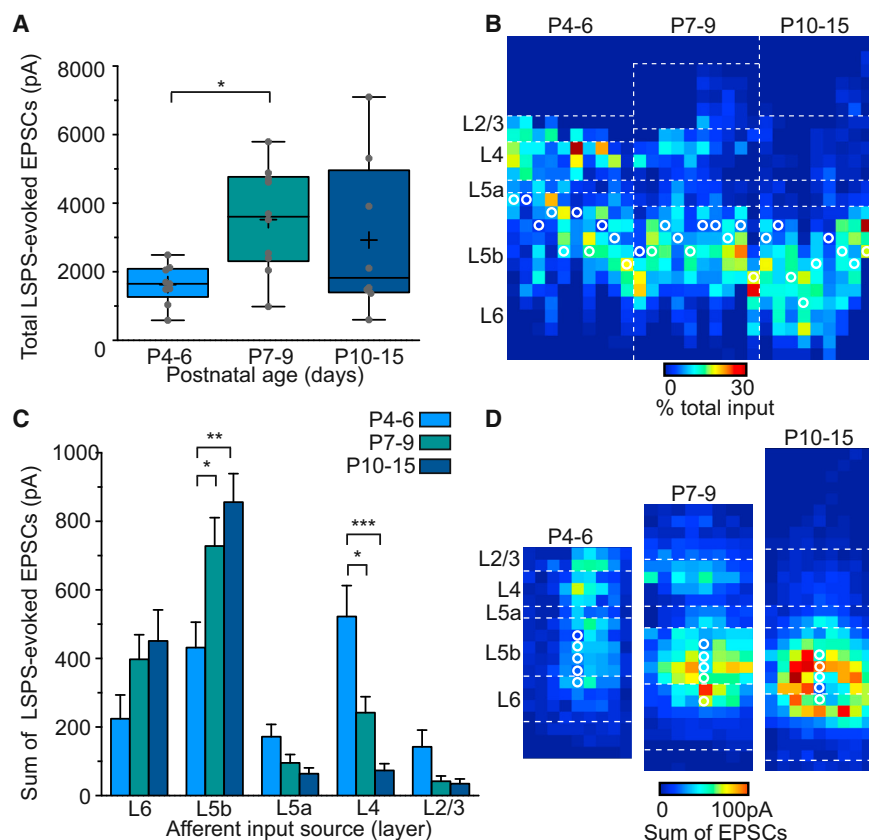 A
Total LSPS-evoked EPSCs (pA)
8000
6000
4000
2000
0
*
P4-6
P7-9
P10-15
Postnatal age (days)
B
P4-6
P7-9
P10-15
L2/3
L4
L5a
L5b
L6
0
30
% total input
C
Sum of LSPS-evoked EPSCs (pA)
1000
800
600
400
200
0
P4-6
P7-9
P10-15
**
*
***
*
L6
L5b
L5a
L4
L2/3
Afferent input source (layer)
D
P4-6
P7-9
P10-15
L2/3
L4
L5a
L5b
L6
0
100pA
Sum of EPSCs